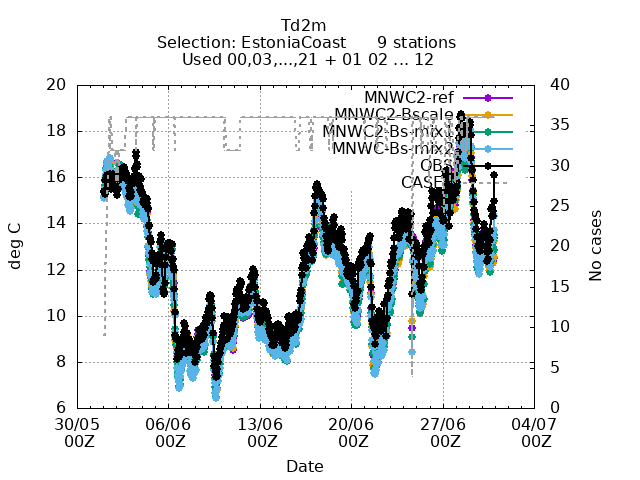 Td2m
Selection: EstoniaCoast 9 stations
Used 00,03,...,21 + 01 02 ... 12
20 40
18 35
16 30
14 25
12 20
10 15
8 10
6 5
0
MNWC2-ref
MNWC2-Bscale
MNWC2-Bs-mix1
MNWC-Bs-mix2
OBS
CASES
deg C
No cases
30/05 06/06 13/06 20/06 27/06 04/07
00Z 00Z 00Z 00Z 00Z 00Z
Date